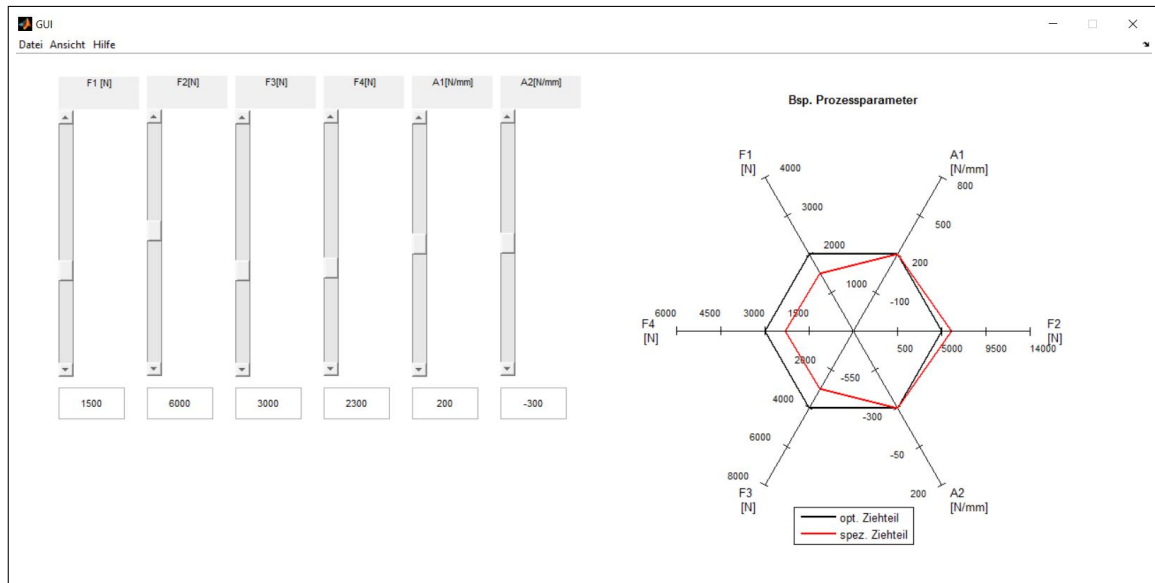 GUI
Datei Ansicht Hilfe
F1 [N]
F2[N]
F3[N]
F4[N]
A1[N/mm]
A2[N/mm]
1500
6000
3000
2300
200
-300
Bsp. Prozessparameter
F1
[N]
4000
3000
2000
1000
A1
[N/mm]
800
500
200
-100
F4
[N]
6000
4500
3000
1500
F2
[N]
500
5000
9500
14000
2000
4000
6000
8000
F3
[N]
-550
-300
-50
200
A2
[N/mm]
opt. Ziehteil
spez. Ziehteil